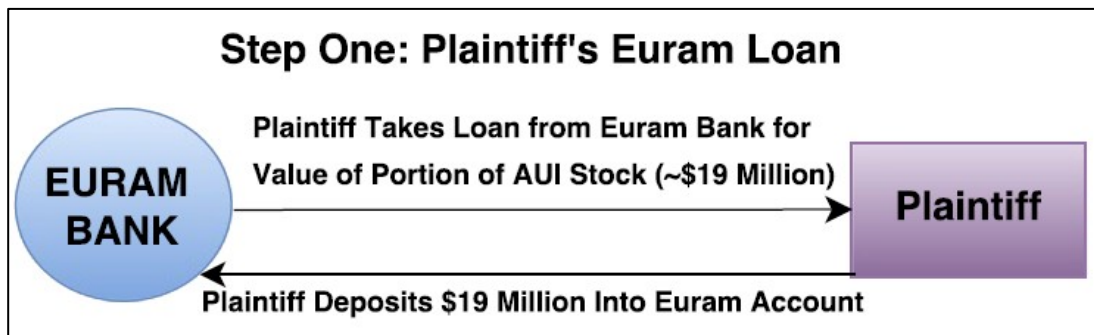 Step One: Plaintiff's Euram Loan
Plaintiff Takes Loan from Euram Bank for
Value of Portion of AUI Stock (~$19 Million)
EURAM
BANK
Plaintiff
Plaintiff Deposits $19 Million Into Euram Account